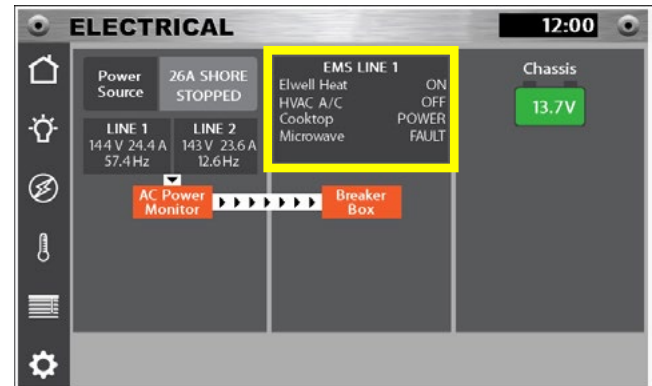 ELECTRICAL
12:00
Power
Source
26A SHORE
STOPPED
LINE 1
144 V 24.4 A
57.4 Hz
LINE 2
143 V 23.6 A
12.6 Hz
AC Power
Monitor
EMS LINE 1
Elwell Heat ON
HVAC A/C OFF
Cooktop POWER
Microwave FAULT
Breaker
Box
Chassis
13.7V